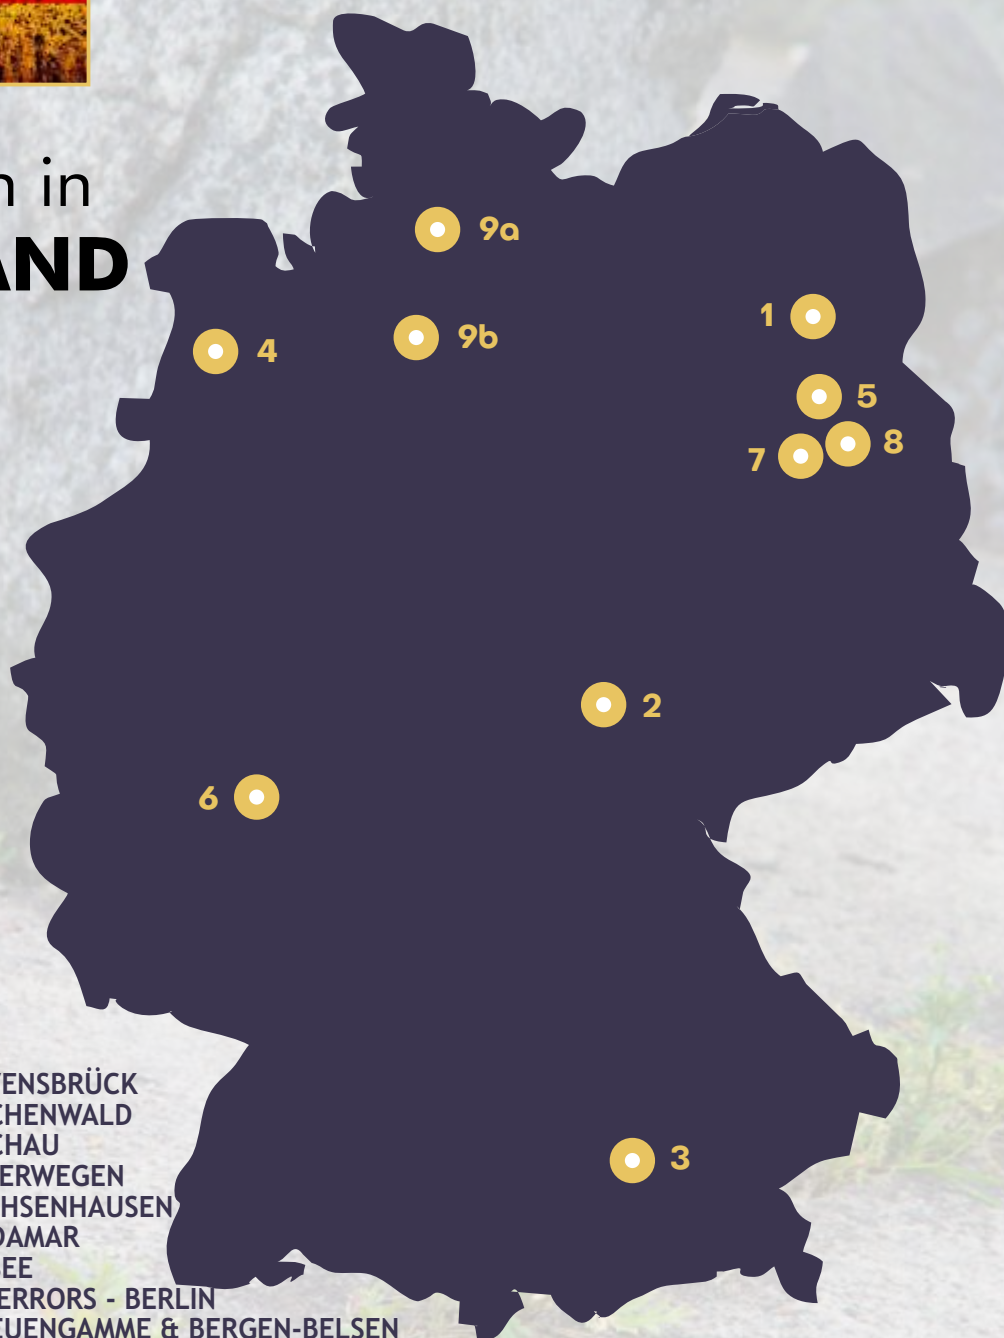 n in
AND
9a
9b
1
4
5
8
7
2
6
3
ENSBRÜCK
CHENWALD
CHAU
ERWEGEN
HSENHAUSEN
DAMAR
EE
ERRORS - BERLIN
EUENGAMME & BERGEN-BELSEN